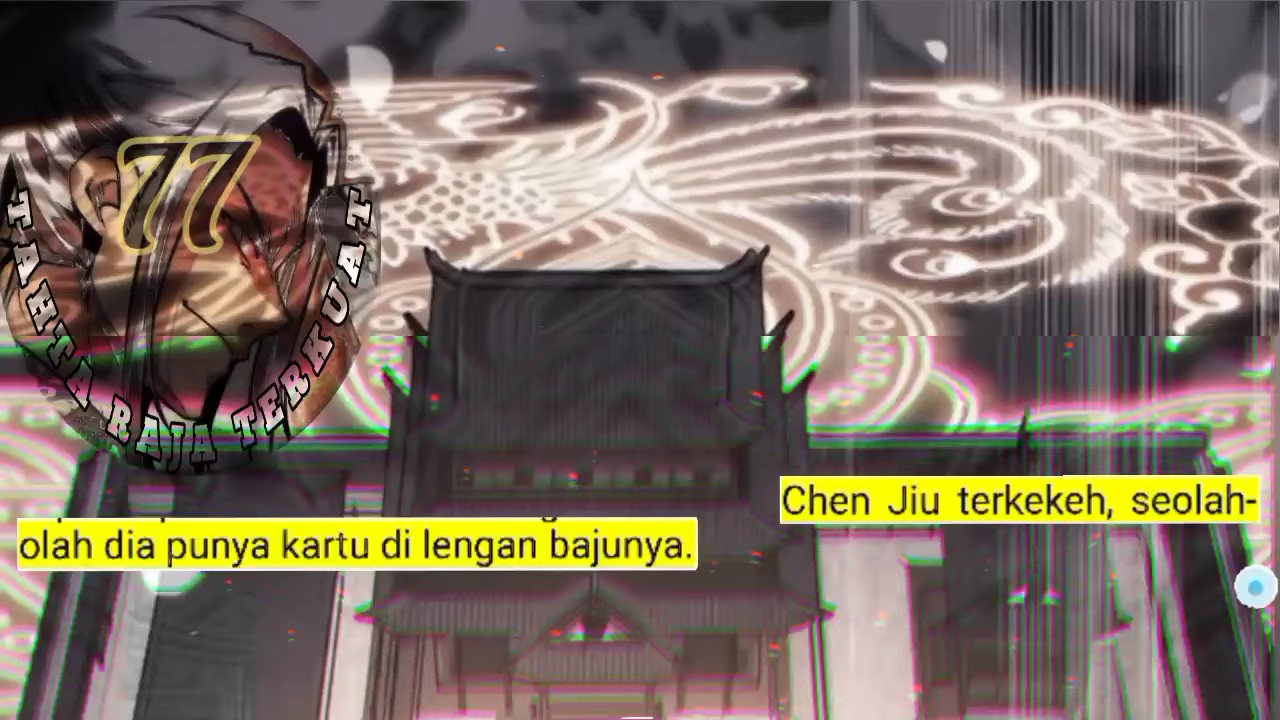 77
TAHTA RAJA TERKUAT
Chen Jiu terkekeh, seolah-
olah dia punya kartu di lengan bajunya.